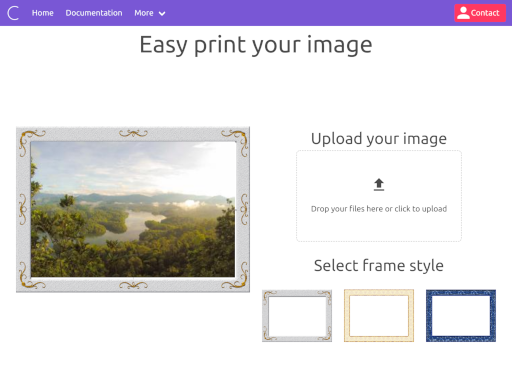 Home Documentation More Contact
Easy print your image
Upload your image
Drop your files here or click to upload
Select frame style